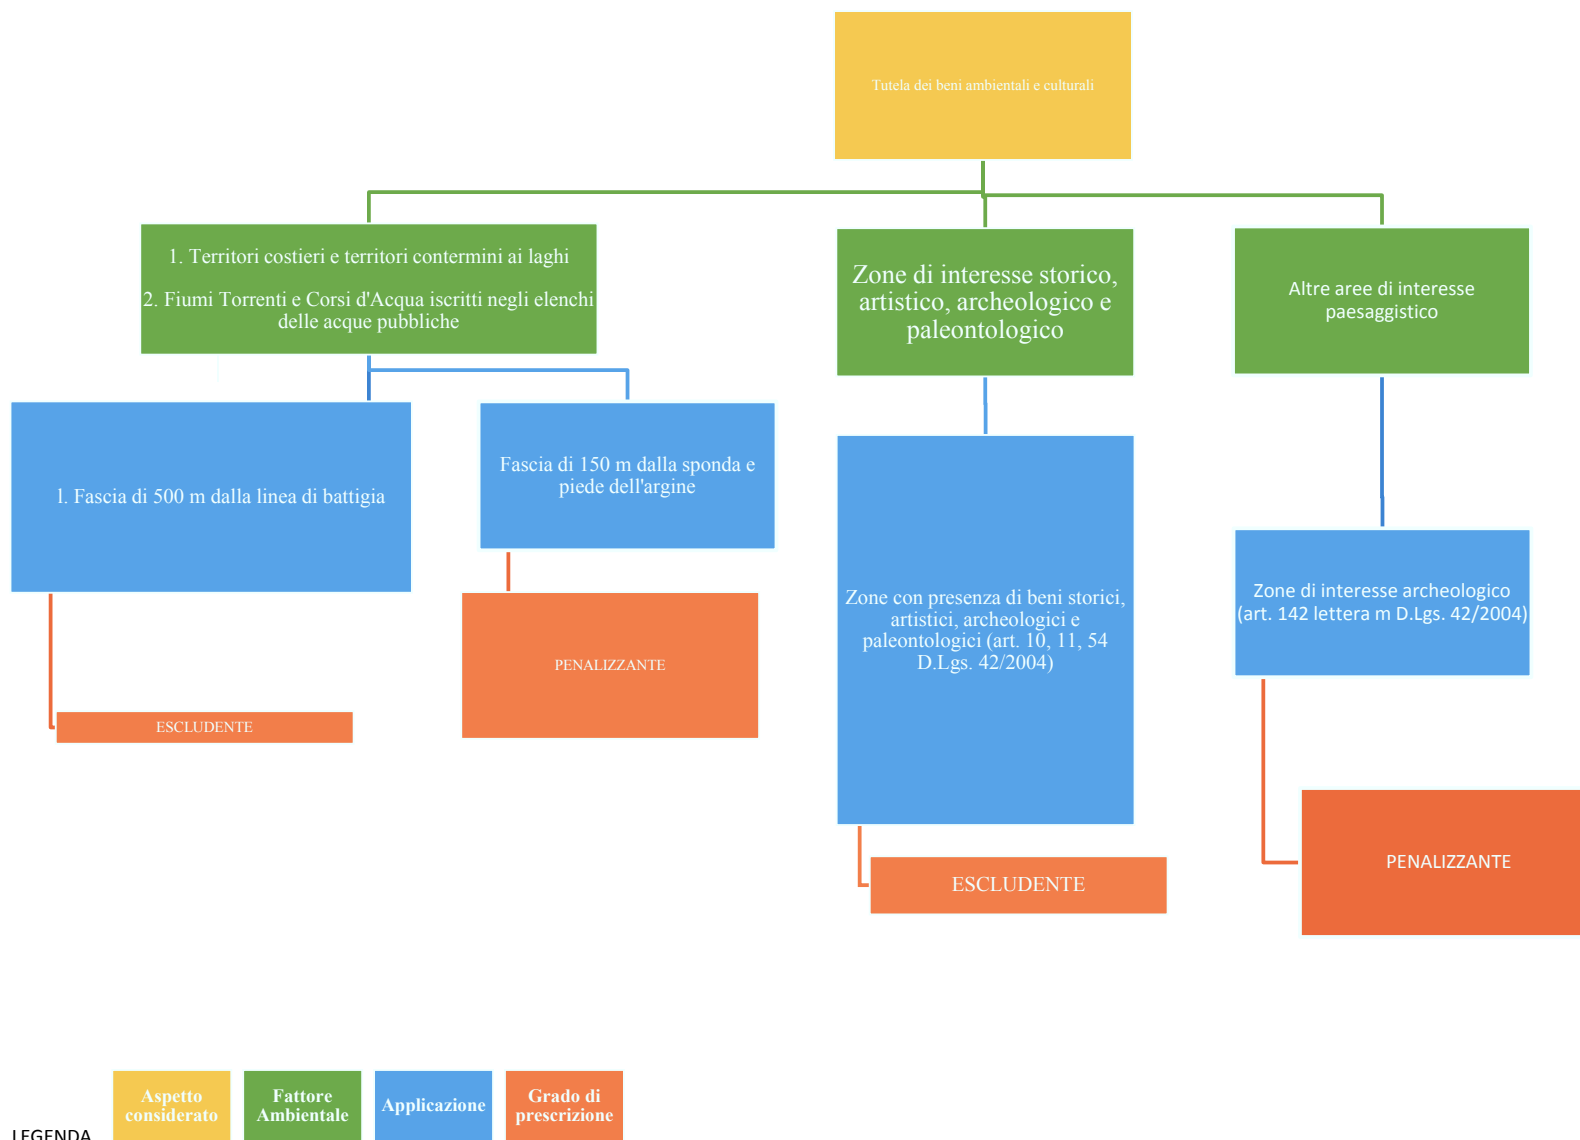 Tutela dei beni ambientali e culturali
1. Territori costieri e territori contermini ai laghi
2. Fiumi Torrenti e Corsi d'Acqua iscritti negli elenchi
delle acque pubbliche
Zone di interesse storico,
artistico, archeologico e
paleontologico
Altre aree di interesse
paesaggistico
l. Fascia di 500 m dalla linea di battigia
Fascia di 150 m dalla sponda e
piede dell'argine
Zone con presenza di beni storici,
artistici, archeologici e
paleontologici (art. 10, 11, 54
D.Lgs. 42/2004)
Zone di interesse archeologico
(art. 142 lettera m D.Lgs. 42/2004)
ESCLUDENTE
PENALIZZANTE
ESCLUDENTE
PENALIZZANTE
LEGENDA
Aspetto
considerato
Fattore
Ambientale
Applicazione
Grado di
prescrizione